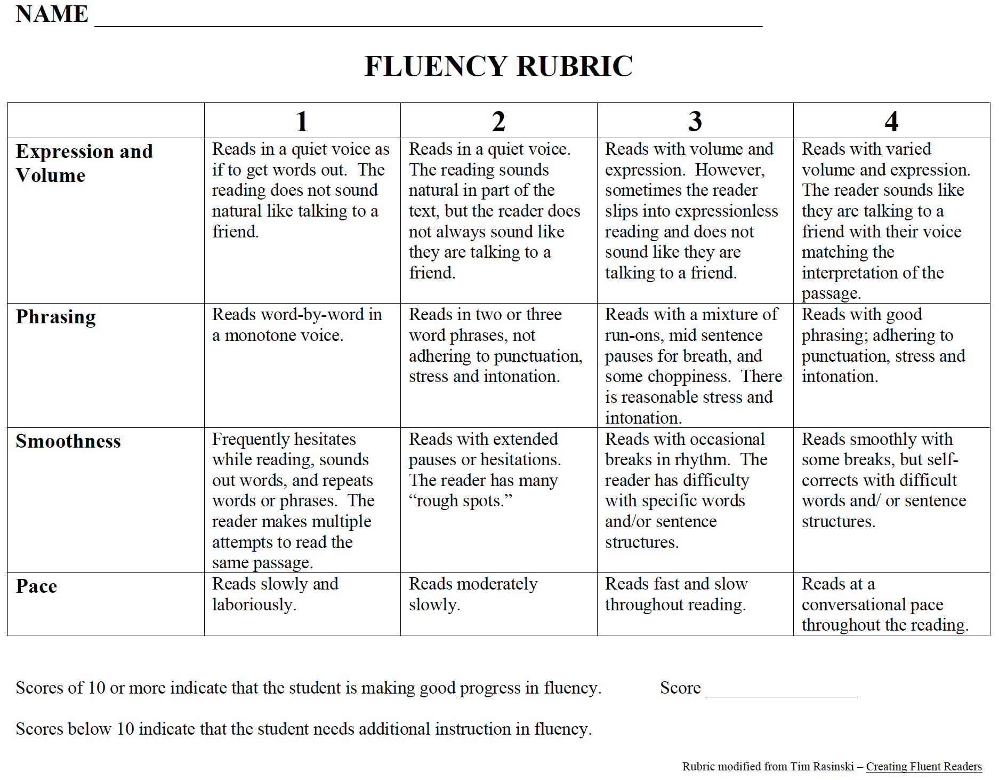 NAME ___________________________________________
FLUENCY RUBRIC
1
2
3
4
Expression and
Volume
Reads in a quiet voice as
if to get words out.  The
reading does not sound
natural like talking to a
friend.
Reads in a quiet voice.
The reading sounds
natural in part of the
text, but the reader does
not always sound like
they are talking to a
friend.
Reads with volume and
expression.  However,
sometimes the reader
slips into expressionless
reading and does not
sound like they are
talking to a friend.
Reads with varied
volume and expression.
The reader sounds like
they are talking to a
friend with their voice
matching the
interpretation of the
passage.
Phrasing
Reads word-by-word in
a monotone voice.
Reads in two or three
word phrases, not
adhering to punctuation,
stress and intonation.
Reads with a mixture of
run-ons, mid sentence
pauses for breath, and
some choppiness.  There
is reasonable stress and
intonation.
Reads with good
phrasing; adhering to
punctuation, stress and
intonation.
Smoothness
Frequently hesitates
while reading, sounds
out words, and repeats
words or phrases.  The
reader makes multiple
attempts to read the
same passage.
Reads with extended
pauses or hesitations.
The reader has many
“rough spots.”
Reads with occasional
breaks in rhythm.  The
reader has difficulty
with specific words
and/or sentence
structures.
Reads smoothly with
some breaks, but self-
corrects with difficult
words and/ or sentence
structures.
Pace
Reads slowly and
laboriously.
Reads moderately
slowly.
Reads fast and slow
throughout reading.
Reads at a
conversational pace
throughout the reading.
Scores of 10 or more indicate that the student is making good progress in fluency. Score _________________
Scores below 10 indicate that the student needs additional instruction in fluency.
Rubric modified from Tim Rasinski – Creating Fluent Readers